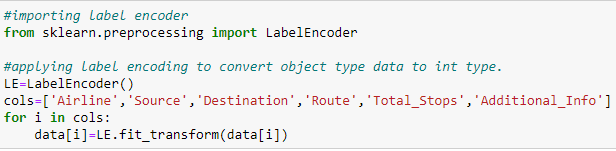 #importing label encoder
from sklearn.preprocessing import LabelEncoder
#applying label encoding to convert object type data to int type.
LE=LabelEncoder()
cols=['Airline','Source','Destination','Route','Total_Stops','Additional_Info']
for i in cols:
    data[i]=LE.fit_transform(data[i])